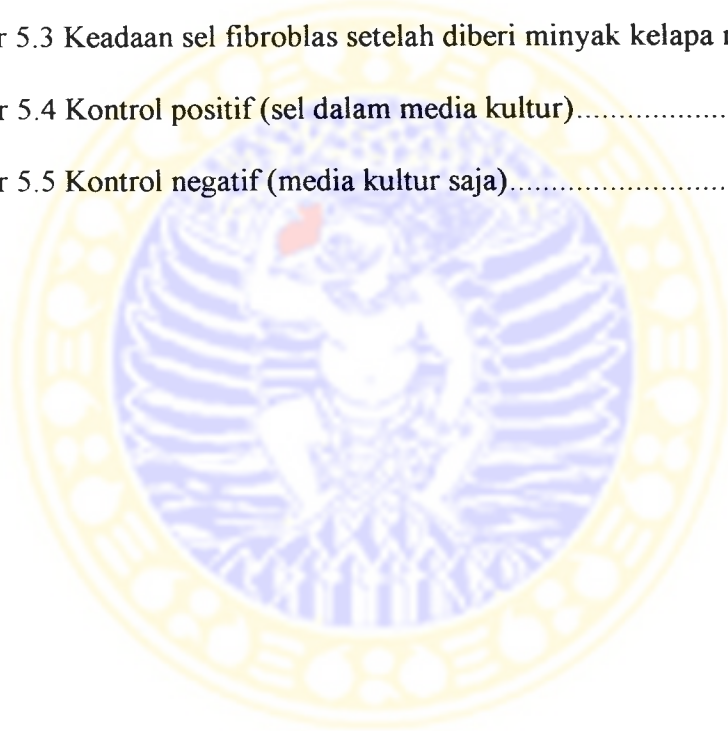 r 5.3 Keadaan sel fibroblas setelah diberi minyak kelapa
r 5.4 Kontrol positif (sel dalam media kultur)......................
r 5.5 Kontrol negatif (media kultur saja)..............................